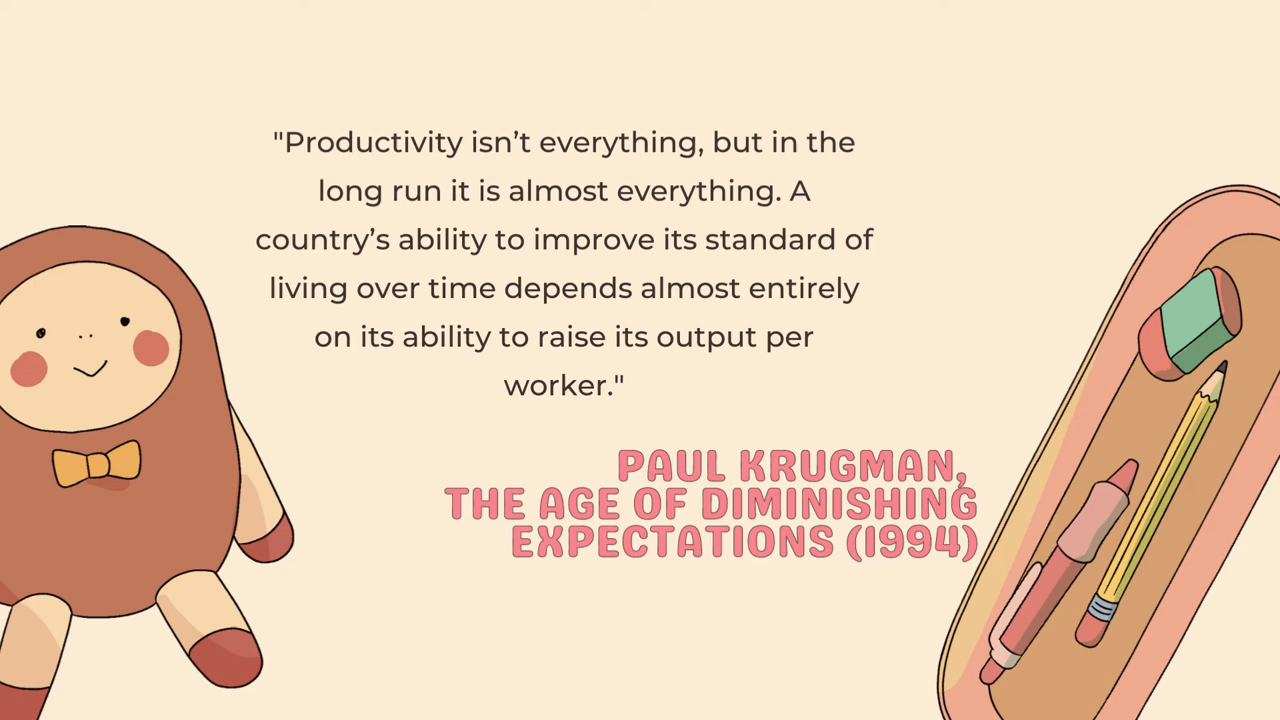 "Productivity isn’t everything, but in the
long run it is almost everything. A
country’s ability to improve its standard of
living over time depends almost entirely
on its ability to raise its output per
worker."
PAUL KRUGMAN,
THE AGE OF DIMINISHING
EXPECTATIONS (1994)